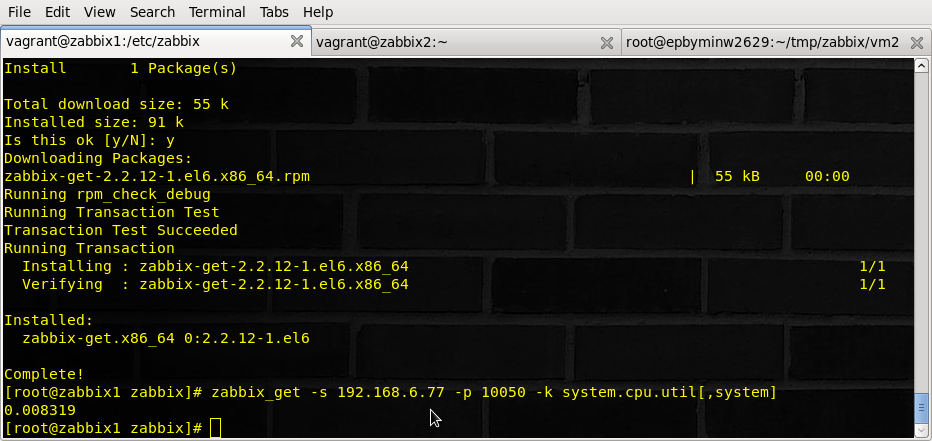 File Edit View Search Terminal Tabs Help
vagrant@zabbix1:/etc/zabbix vagrant@zabbix2:~ root@epbyminw2629:~/tmp/zabbix/vm2
Install       1 Package(s)
Total download size: 55 k
Installed size: 91 k
Is this ok [y/N]: y
Downloading Packages:
zabbix-get-2.2.12-1.el6.x86_64.rpm                                          |  55 kB     00:00
Running rpm_check_debug
Running Transaction Test
Transaction Test Succeeded
Running Transaction
  Installing : zabbix-get-2.2.12-1.el6.x86_64                                                  1/1
  Verifying  : zabbix-get-2.2.12-1.el6.x86_64                                                  1/1
Installed:
  zabbix-get.x86_64 0:2.2.12-1.el6
Complete!
[root@zabbix1 zabbix]# zabbix_get -s 192.168.6.77 -p 10050 -k system.cpu.util[,system]
0.008319
[root@zabbix1 zabbix]#